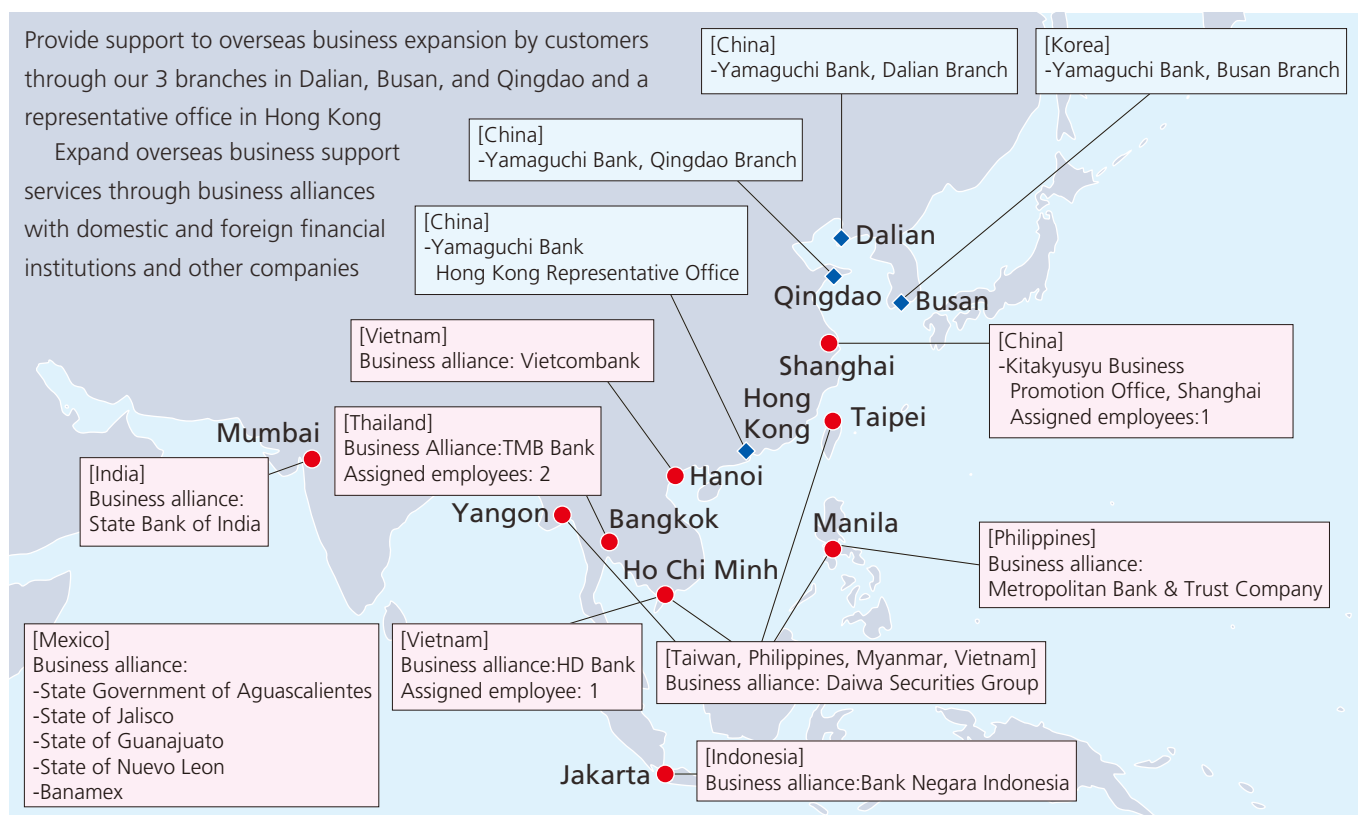 Provide support to overseas business expansion by customers
through our 3 branches in Dalian, Busan, and Qingdao and a
representative office in Hong Kong
Expand overseas business support
services through business alliances
with domestic and foreign financial
institutions and other companies
[China]
-Yamaguchi Bank, Dalian Branch
[Korea]
-Yamaguchi Bank, Busan Branch
[China]
-Yamaguchi Bank, Qingdao Branch
[China]
-Yamaguchi Bank
Hong Kong Representative Office
Dalian
Qingdao
Busan
[Vietnam]
Business alliance: Vietcombank
Shanghai
[China]
-Kitakyusyu Business
Promotion Office, Shanghai
Assigned employees:1
Hong
Kong
Taipei
Mumbai
[Thailand]
Business Alliance:TMB Bank
Assigned employees: 2
[India]
Business alliance:
State Bank of India
Hanoi
Yangon
Bangkok
Manila
[Philippines]
Business alliance:
Metropolitan Bank & Trust Company
Ho Chi Minh
[Mexico]
Business alliance:
-State Government of Aguascalientes
-State of Jalisco
-State of Guanajuato
-State of Nuevo Leon
-Banamex
[Vietnam]
Business alliance:HD Bank
Assigned employee: 1
[Taiwan, Philippines, Myanmar, Vietnam]
Business alliance: Daiwa Securities Group
Jakarta
[Indonesia]
Business alliance:Bank Negara Indonesia